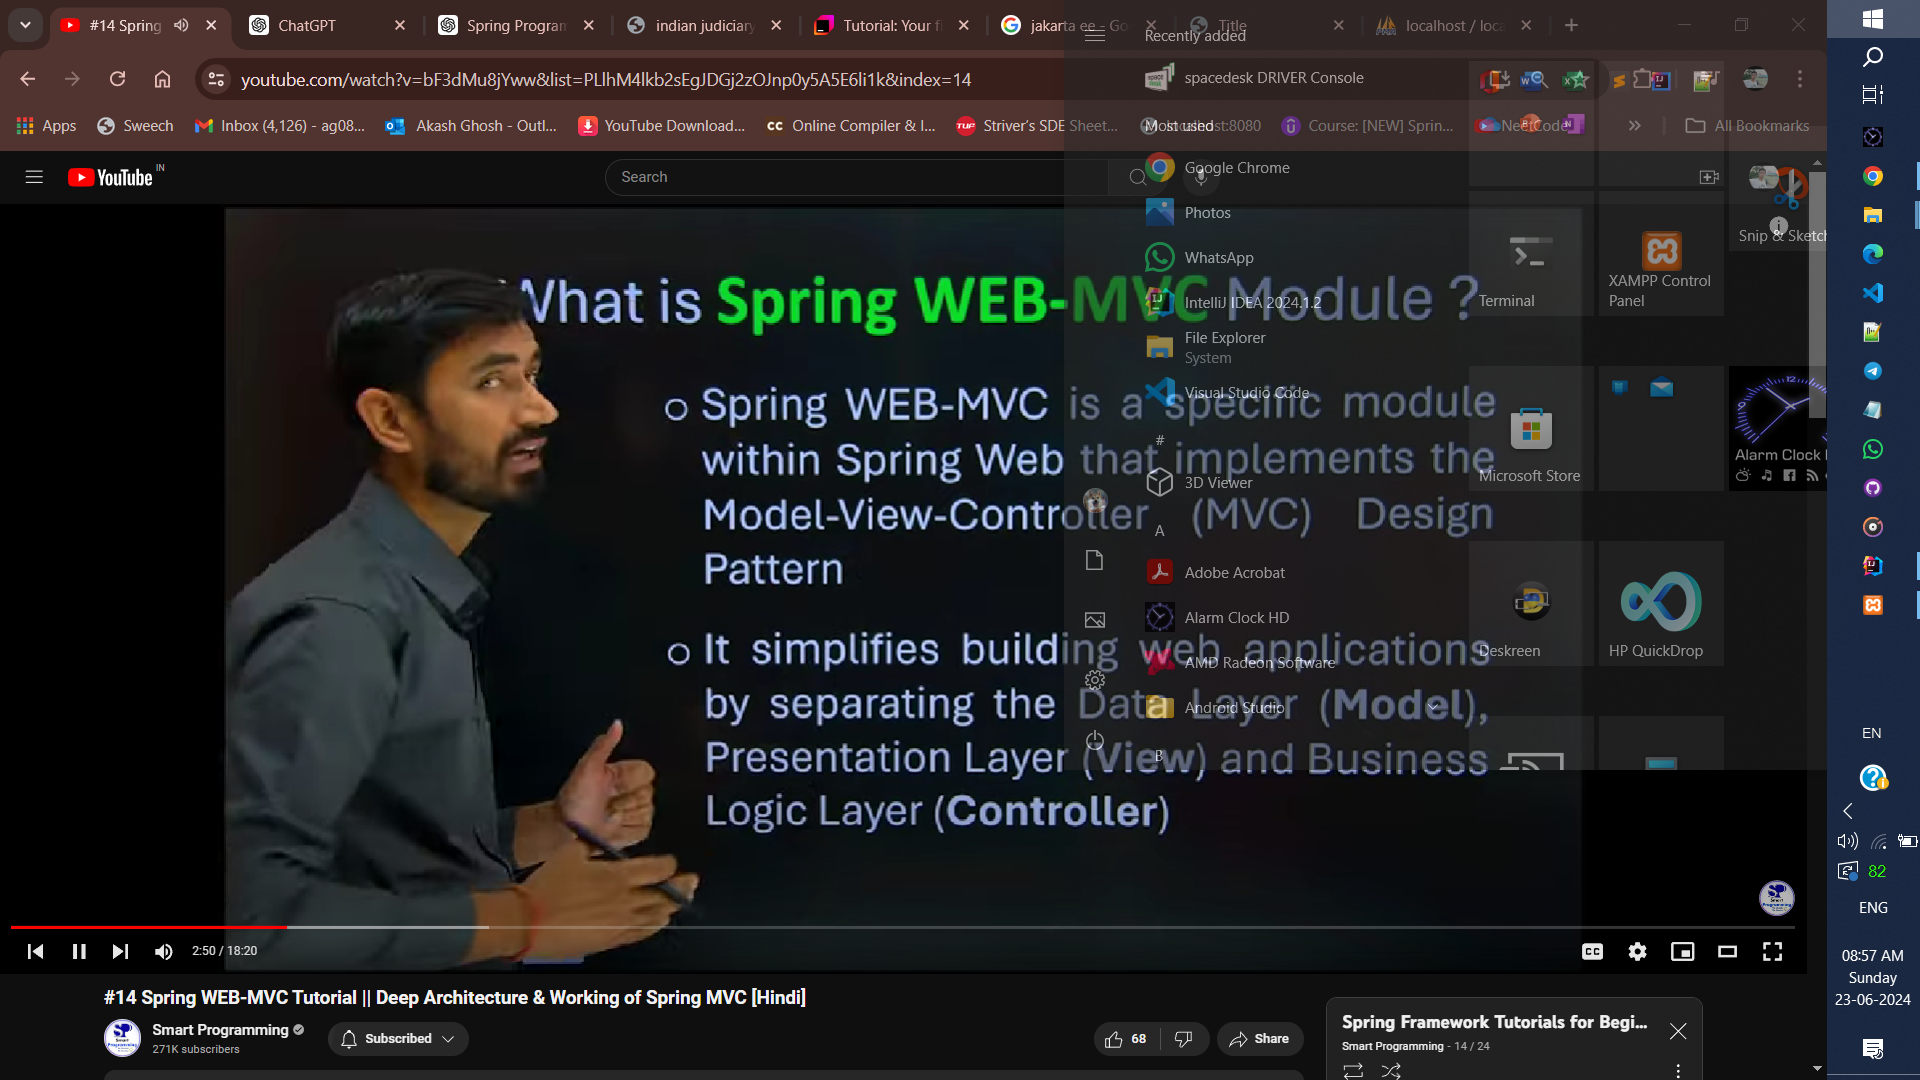 #14 Spring
ChatGPT
Spring Program
indian judiciary
Tutorial: Your fi
jakarta ee - Go
Title
localhost / loca
youtube.com/watch?v=bF3dMu8jYww&list=PLlhM4lkb2sEgJDGj2zOJnp0y5A5E6li1k&index=14
Apps
Sweech
Inbox (4,126) - ag08...
Akash Ghosh - Outl...
YouTube Download...
Online Compiler & I...
Striver's SDE Sheet...
localhost:8080
Course: [NEW] Sprin...
NeetCode
All Bookmarks
YouTube IN
Search
What is Spring WEB-MVC Module ?
Spring WEB-MVC is a specific module
within Spring Web that implements the
Model-View-Controller (MVC) Design
Pattern
It simplifies building web applications
by separating the Data Layer (Model),
Presentation Layer (View) and Business
Logic Layer (Controller)
2:50 / 18:20
#14 Spring WEB-MVC Tutorial || Deep Architecture & Working of Spring MVC [Hindi]
Smart Programming
271K subscribers
Subscribed
68
Share
Spring Framework Tutorials for Begi...
Smart Programming - 14 / 24
Recently added
spacedesk DRIVER Console
Most used
Google Chrome
Photos
WhatsApp
IntelliJ IDEA 2024.1.2
File Explorer
System
Visual Studio Code
#
3D Viewer
A
Adobe Acrobat
Alarm Clock HD
AMD Radeon Software
Android Studio
B
Snip & Sketch
Terminal
XAMPP Control
Panel
Microsoft Store
Alarm Clock
Deskreen
HP QuickDrop
EN
82
ENG
08:57 AM
Sunday
23-06-2024